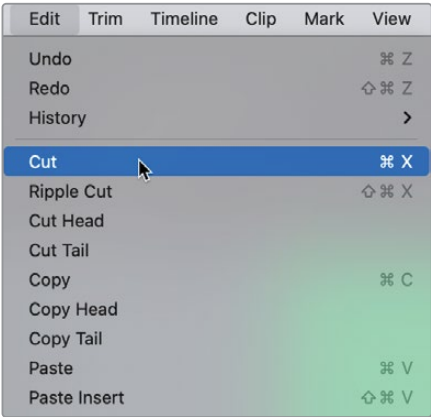 Edit Trim Timeline Clip Mark View
Undo ⌘ Z
Redo ⇧ ⌘ Z
History >
Cut ⌘ X
Ripple Cut ⇧ ⌘ X
Cut Head
Cut Tail
Copy ⌘ C
Copy Head
Copy Tail
Paste ⌘ V
Paste Insert ⇧ ⌘ V